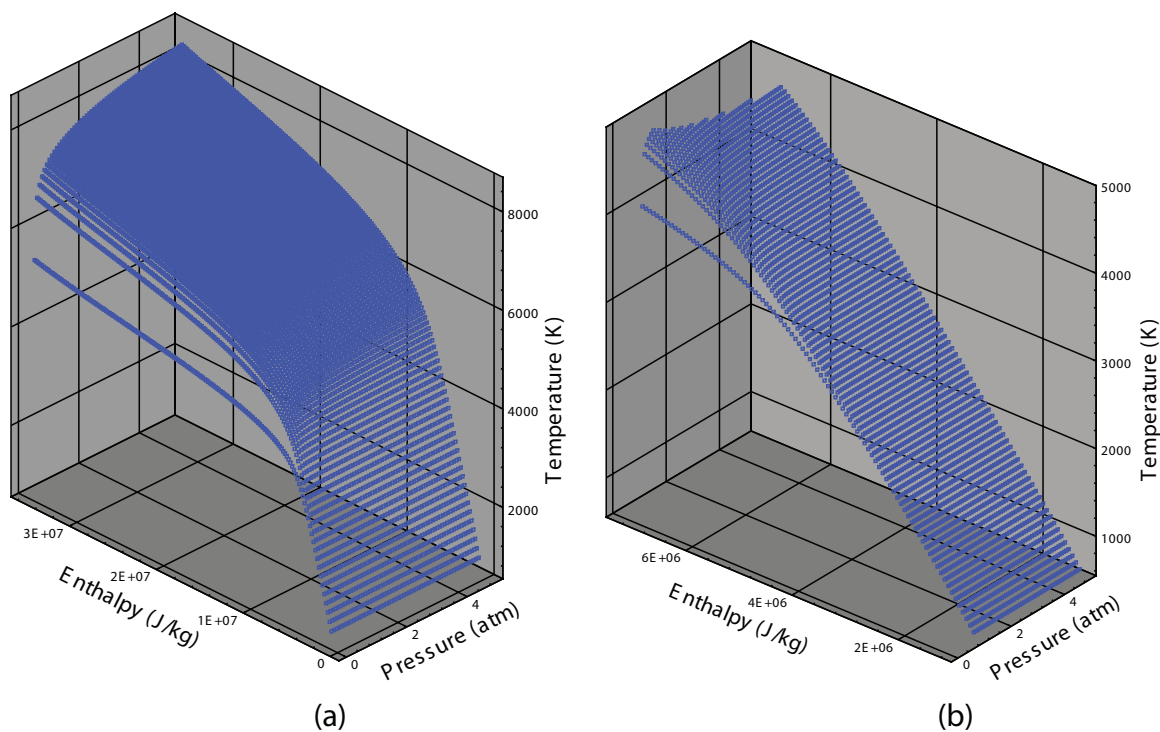 8000
6000
4000
2000
Temperature (K)
3E+07
2E+07
1E+07
0
Enthalpy (J/kg)
0
2
4
Pressure (atm)
(a)
5000
4000
3000
2000
1000
Temperature (K)
6E+06
4E+06
2E+06
Enthalpy (J/kg)
0
2
4
Pressure (atm)
(b)